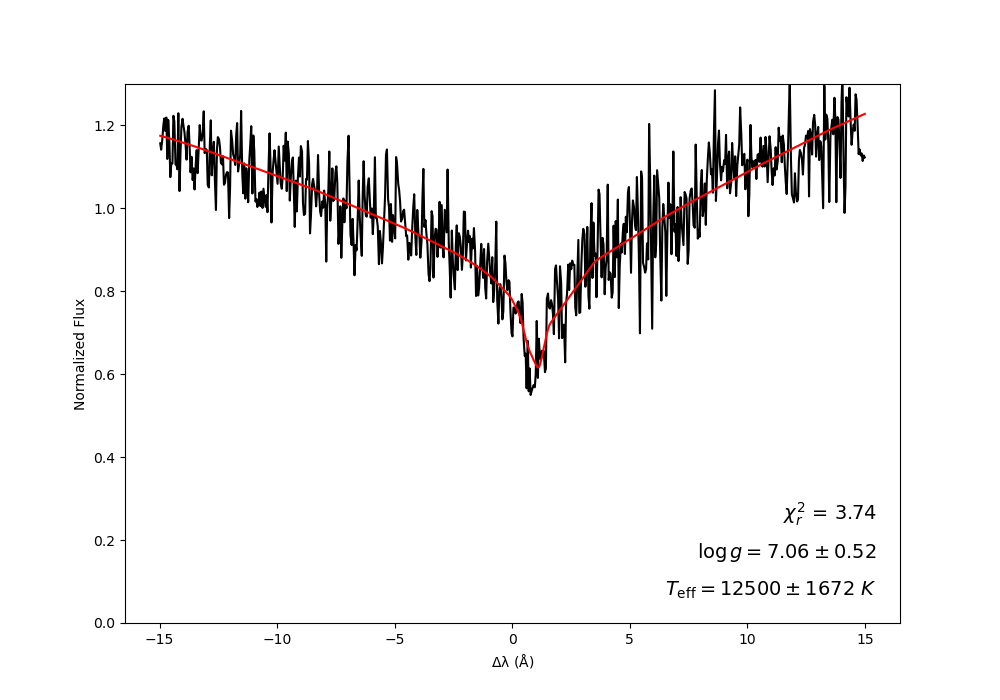 Normalized Flux
1.2
1.0
0.8
0.6
0.4
0.2
0.0
−15
−10
−5
0
5
10
15
Δλ (Å)
χ²ᵣ = 3.74
log g = 7.06 ± 0.52
T_eff = 12500 ± 1672 K